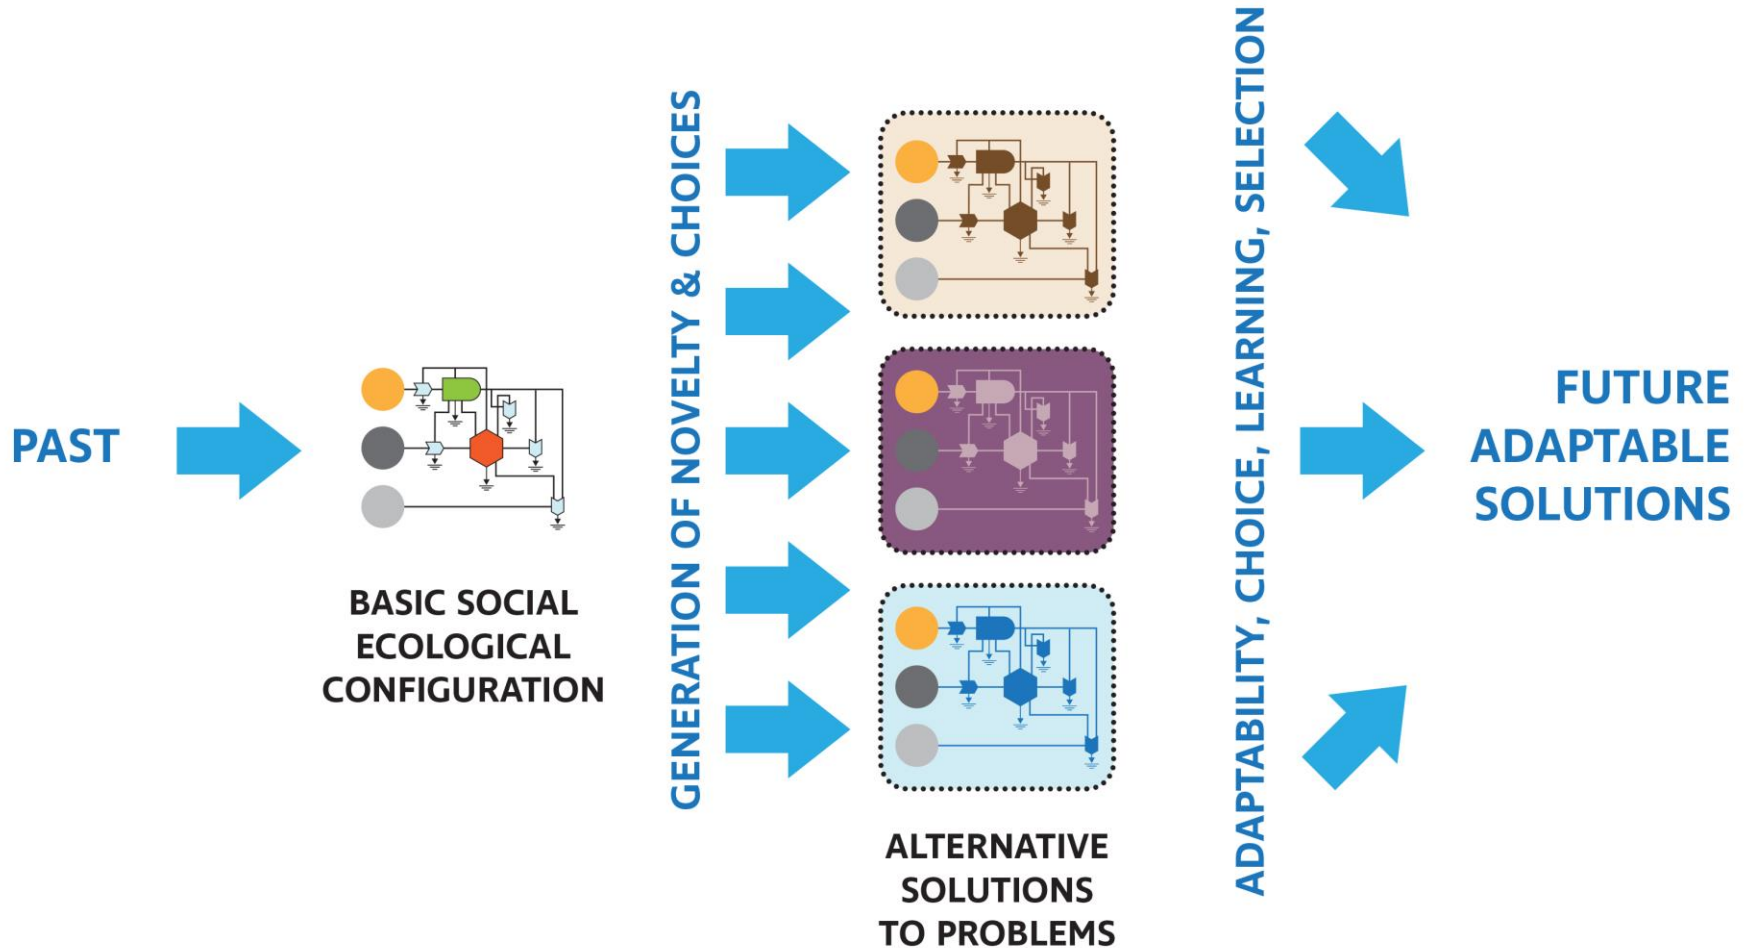 PAST
BASIC SOCIAL
ECOLOGICAL
CONFIGURATION
GENERATION OF NOVELTY & CHOICES
ALTERNATIVE
SOLUTIONS
TO PROBLEMS
ADAPTABILITY, CHOICE, LEARNING, SELECTION
FUTURE
ADAPTABLE
SOLUTIONS